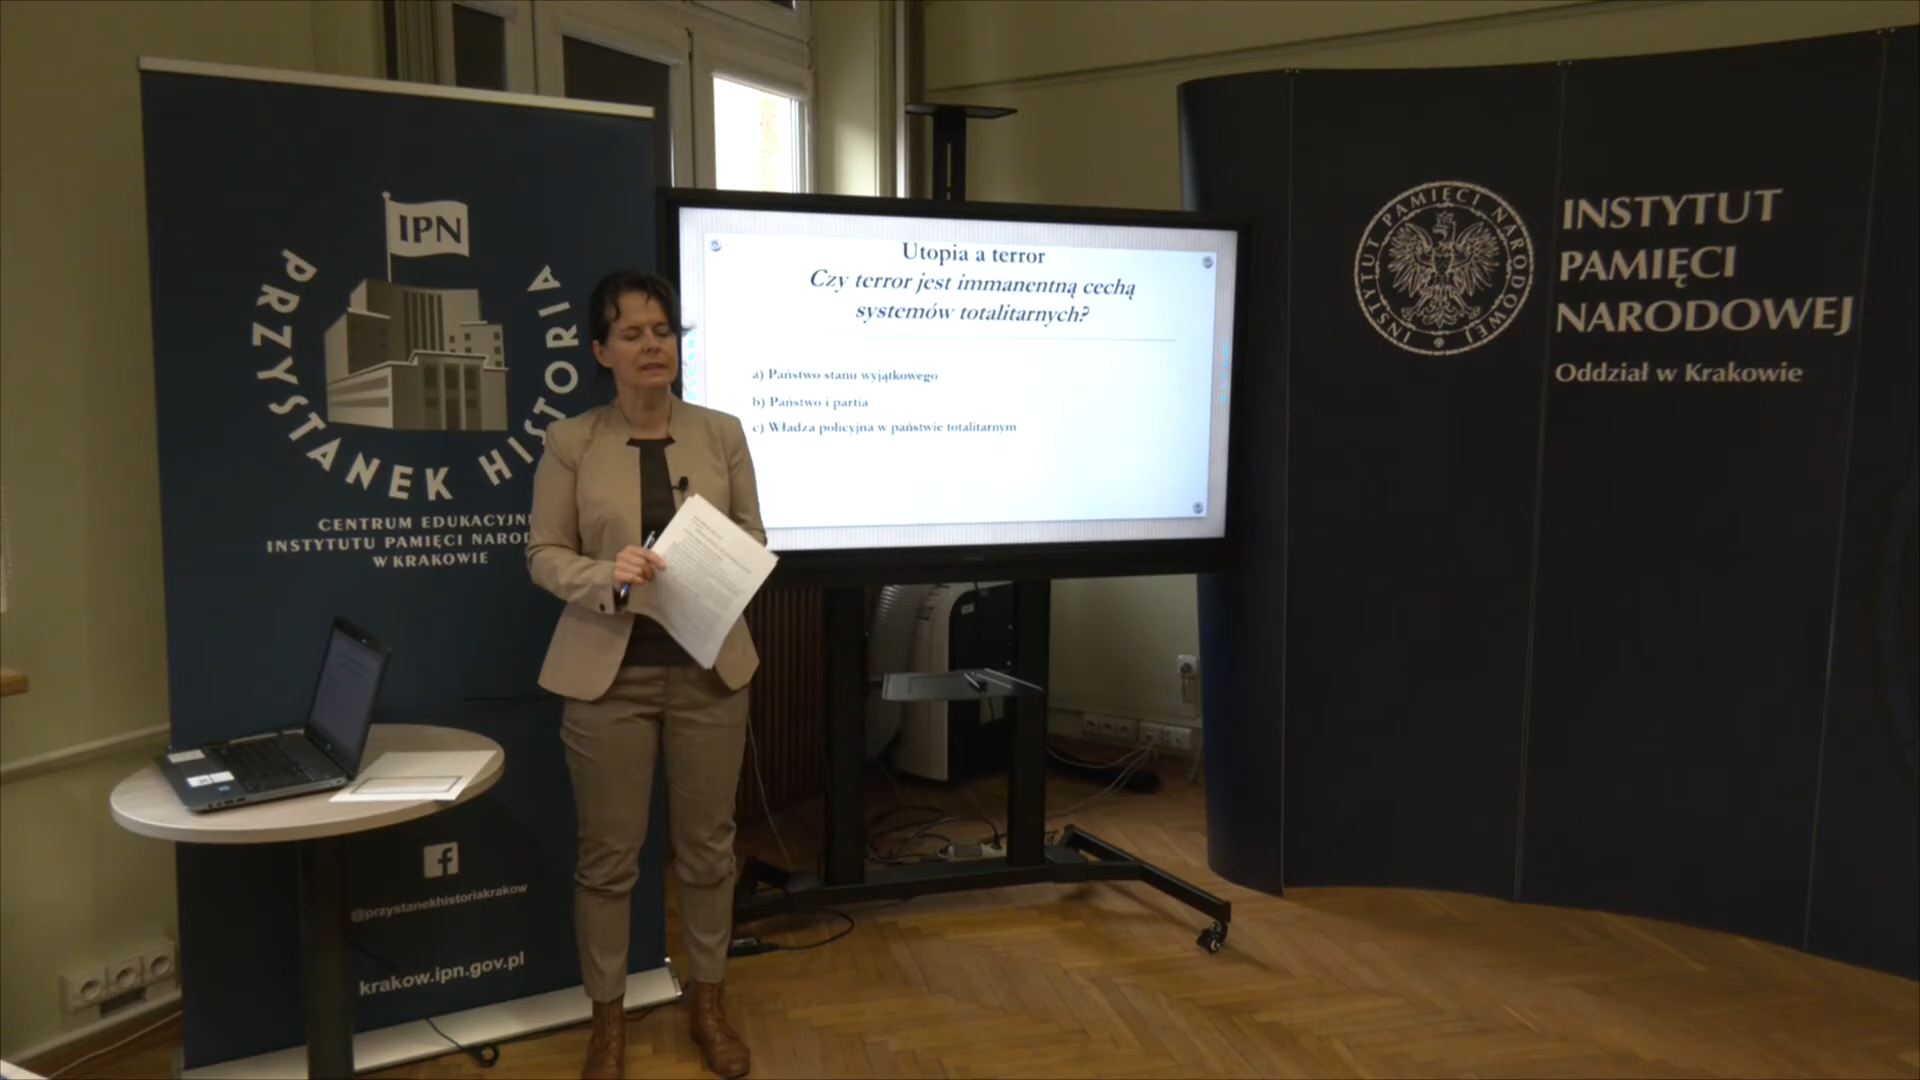 IPN
PRZYSTANEK HISTORIA
CENTRUM EDUKACYJN
INSTYTUTU PAMIĘCI NAROD
W KRAKOWIE
@przystanekhistoriakrakow
krakow.ipn.gov.pl
Utopia a terror
Czy terror jest immanentną cechą
systemów totalitarnych?
a) Państwo stanu wyjątkowego
b) Państwo i partia
c) Władza policyjna w państwie totalitarnym
INSTYTUT PAMIĘCI NARODOWEJ
INSTYTUT
PAMIĘCI
NARODOWEJ
Oddział w Krakowie